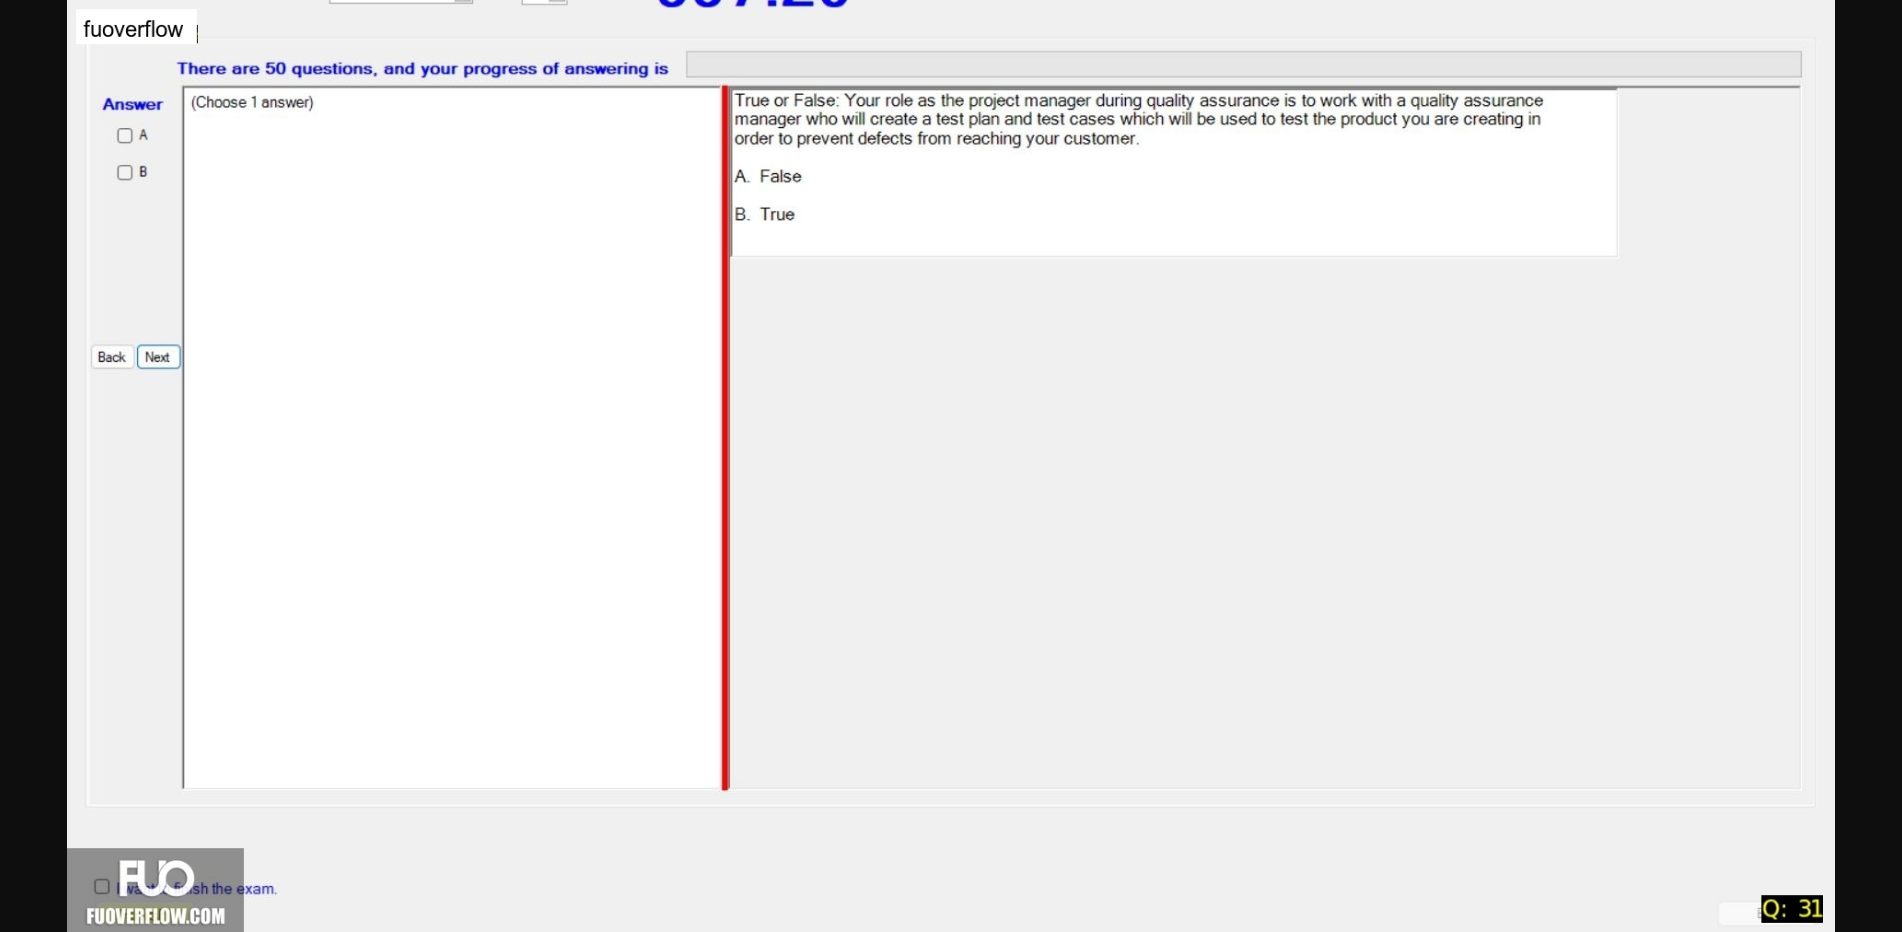 fuoverflow
There are 50 questions, and your progress of answering is
Answer
(Choose 1 answer)
A
B
Back Next
True or False: Your role as the project manager during quality assurance is to work with a quality assurance
manager who will create a test plan and test cases which will be used to test the product you are creating in
order to prevent defects from reaching your customer.
A. False
B. True
FUO
the exam.
FUOVERFLOW.COM
Q: 31